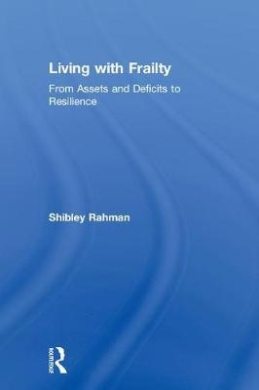 Living with Frailty
From Assets and Deficits to
Resilience
Shibley Rahman
ROUTLEDGE